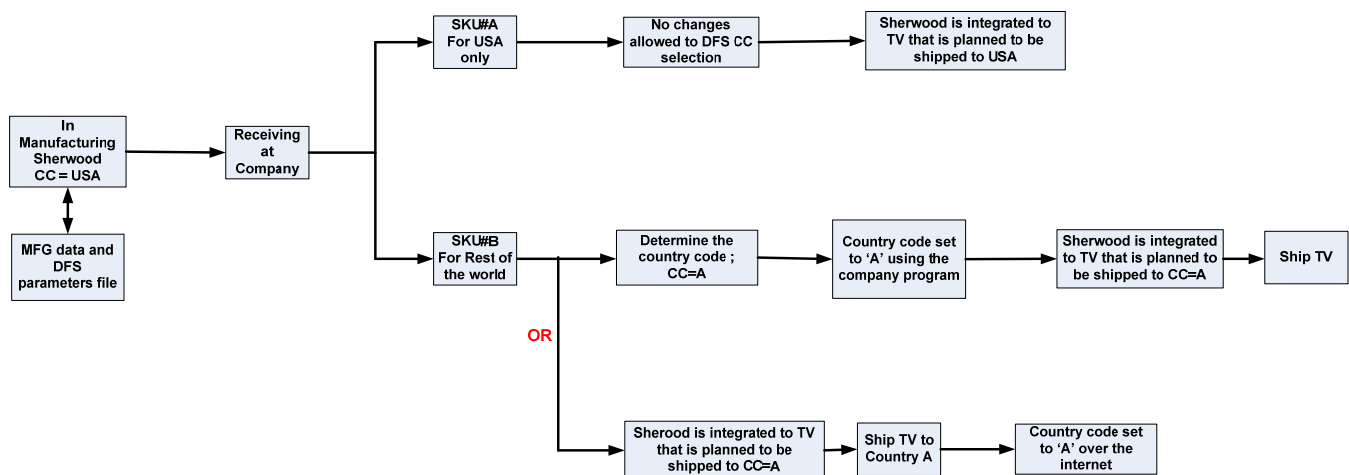 In
Manufacturing
Sherwood
CC = USA
MFG data and
DFS
parameters file
Receiving
at
Company
SKU#A
For USA
only
No changes
allowed to DFS CC
selection
Sherwood is integrated to
TV that is planned to be
shipped to USA
SKU#B
For Rest of
the world
Determine the
country code ;
CC=A
Country code set
to ‘A’ using the
company program
Sherwood is integrated
to TV that is planned to
be shipped to CC=A
Ship TV
OR
Sherood is integrated to TV
that is planned to be
shipped to CC=A
Ship TV to
Country A
Country code set
to ‘A’ over the
internet